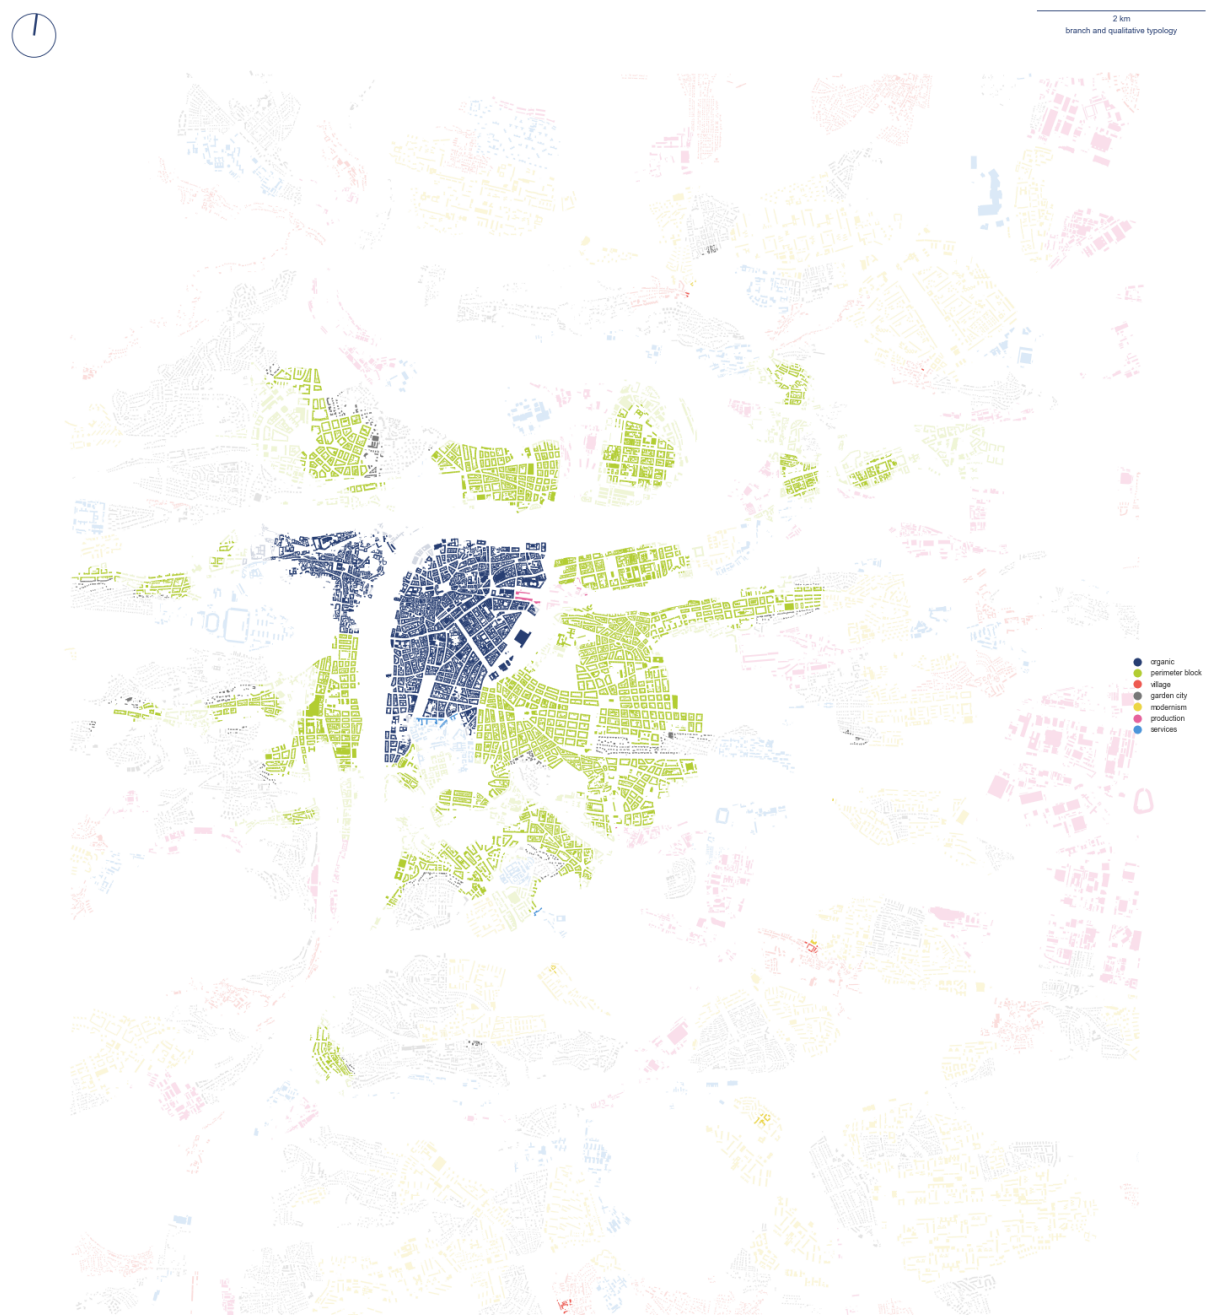 2 km
branch and qualitative typology
organic
perimeter block
village
garden city
modernism
production
services